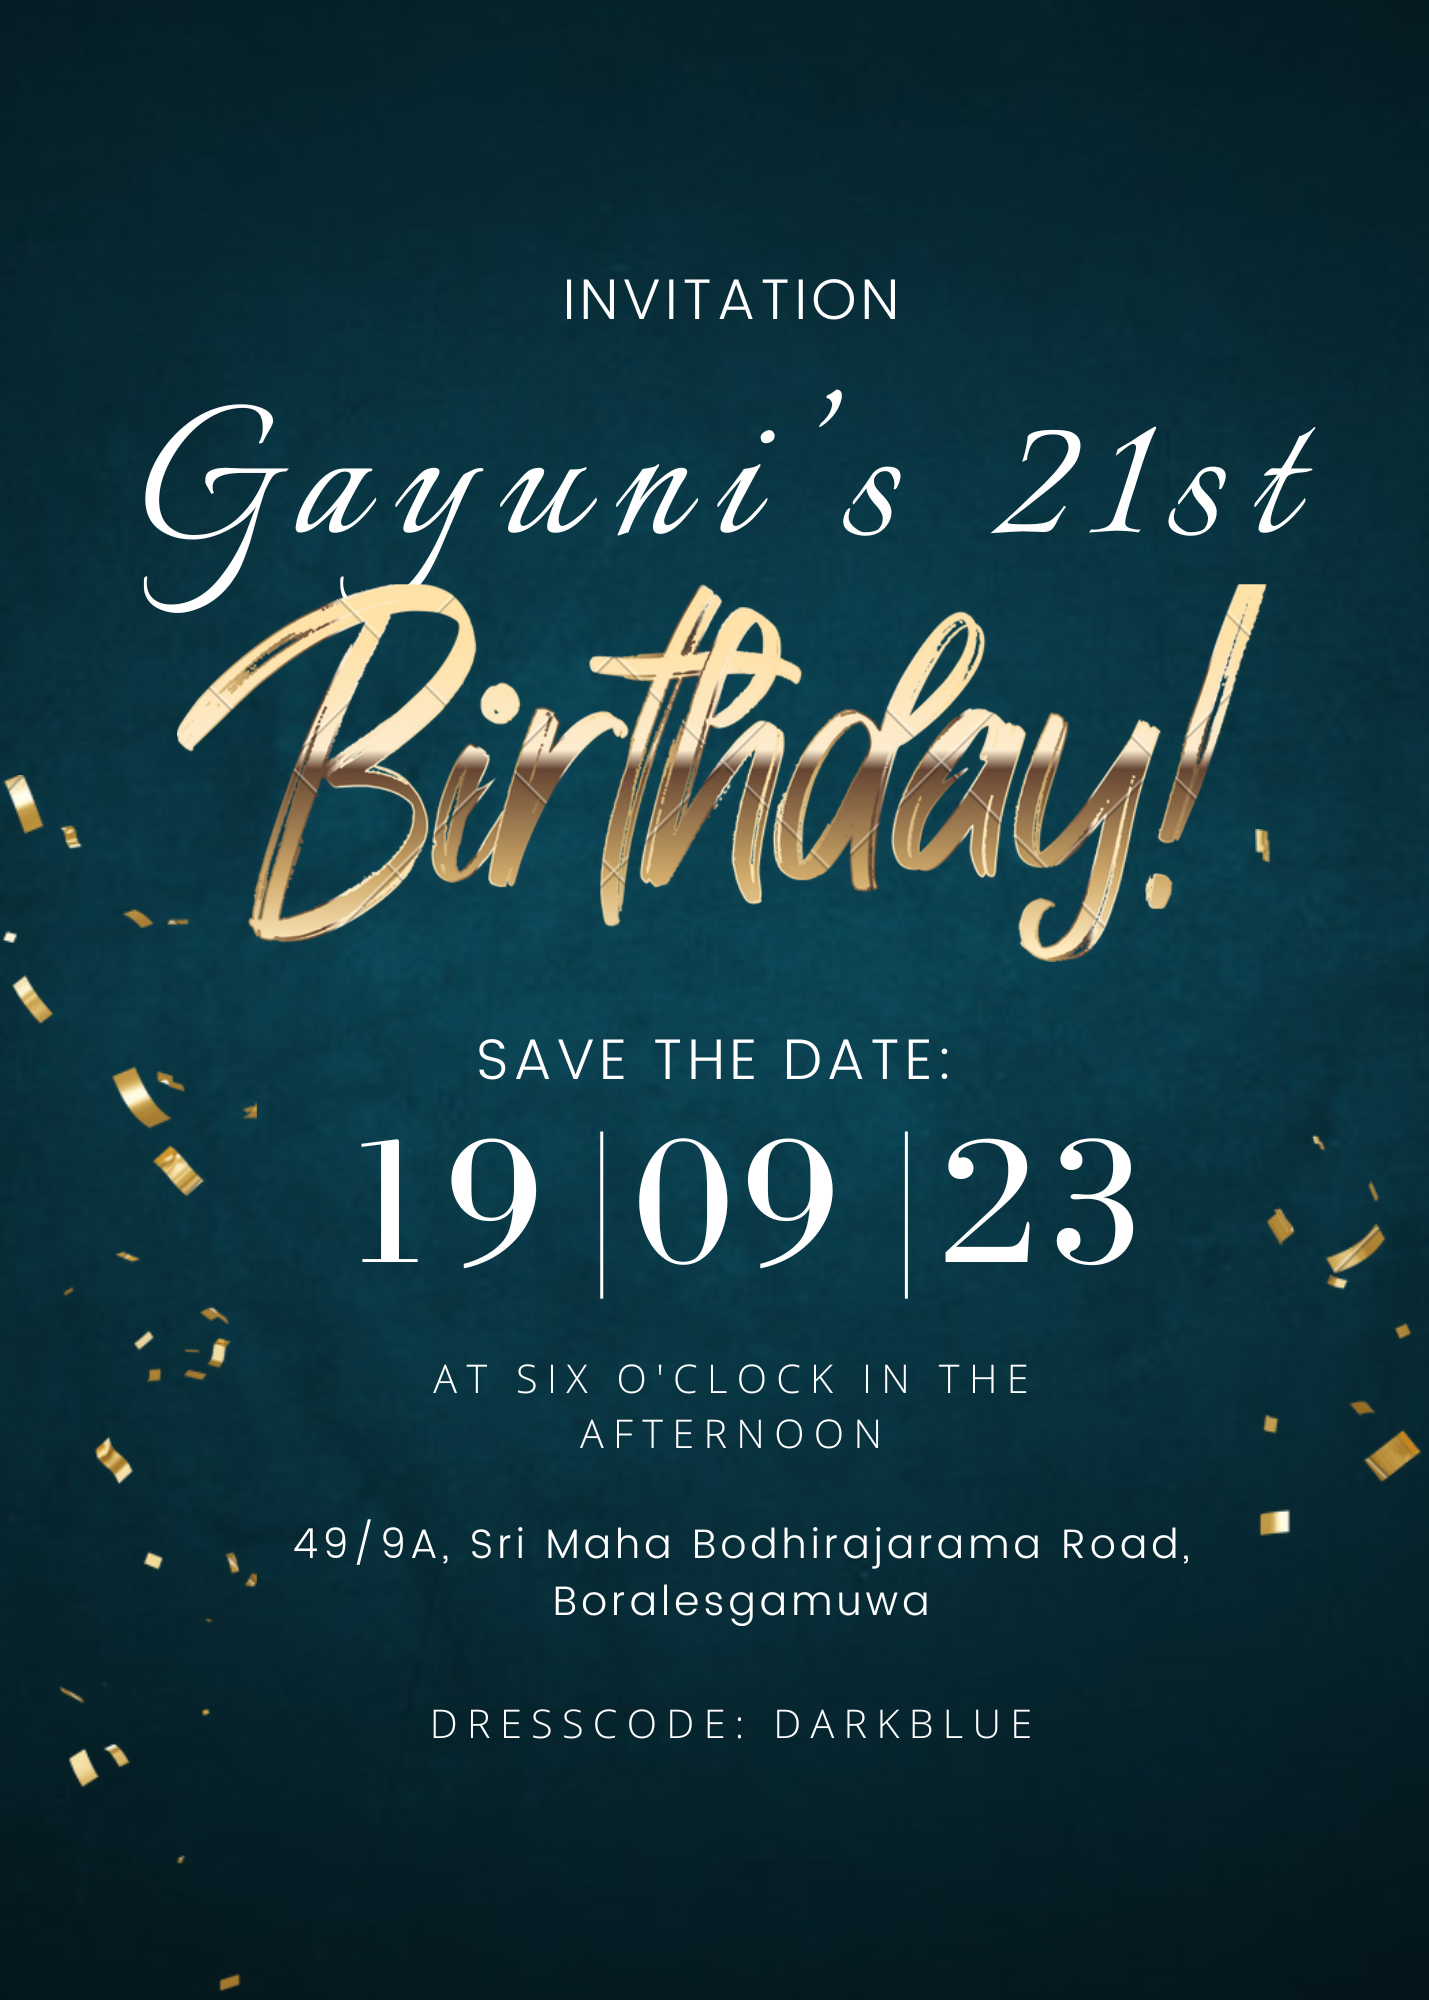 INVITATION
Gayuni's 21st
Birthday!
SAVE THE DATE:
19|09|23
AT SIX O'CLOCK IN THE
AFTERNOON
49/9A, Sri Maha Bodhirajarama Road,
Boralesgamuwa
DRESSCODE: DARKBLUE